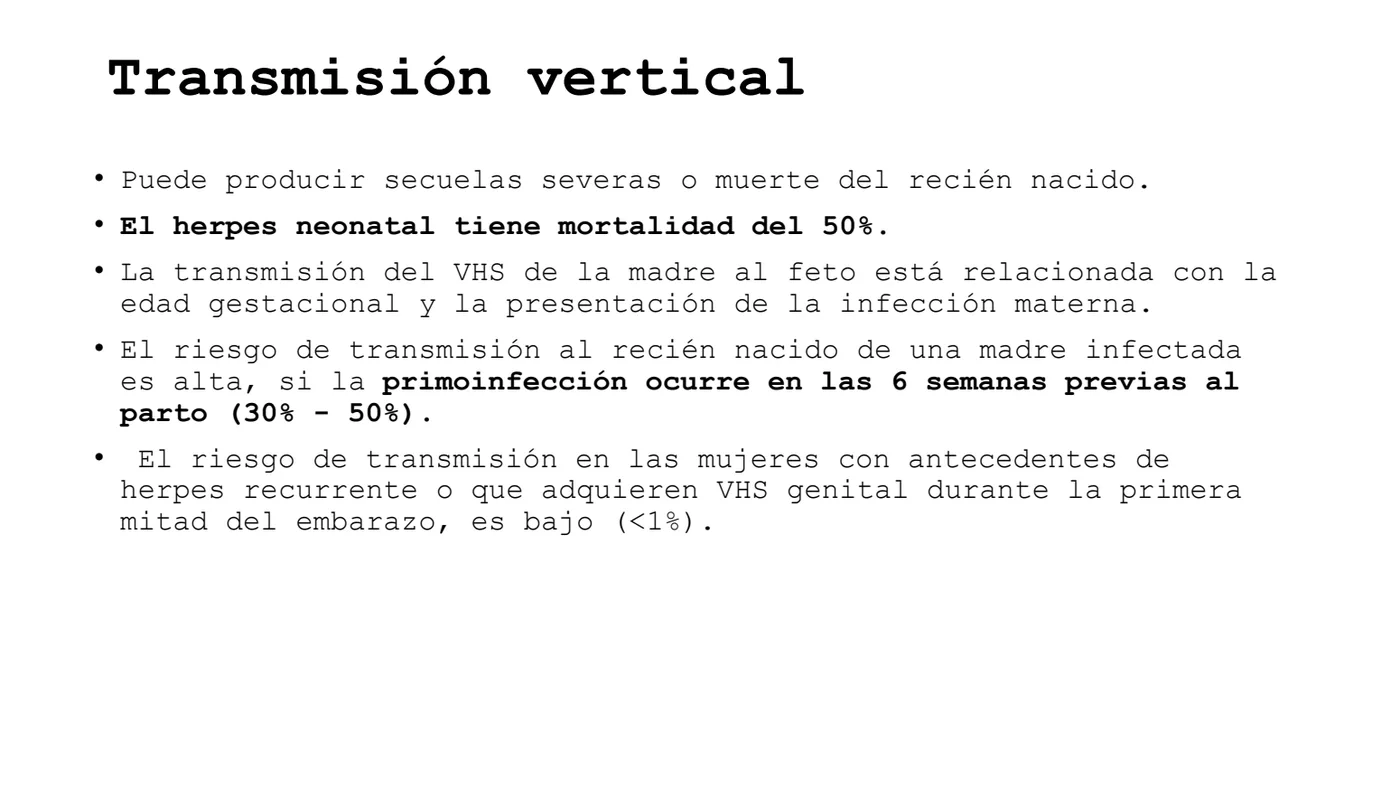 Transmisión vertical
• Puede producir secuelas severas o muerte del recién nacido.
• El herpes neonatal tiene mortalidad del 50%.
• La transmisión del VHS de la madre al feto está relacionada con la
edad gestacional y la presentación de la infección materna.
• El riesgo de transmisión al recién nacido de una madre infectada
es alta, si la primoinfección ocurre en las 6 semanas previas al
parto (30% - 50%).
• El riesgo de transmisión en las mujeres con antecedentes de
herpes recurrente o que adquieren VHS genital durante la primera
mitad del embarazo, es bajo (<1%).